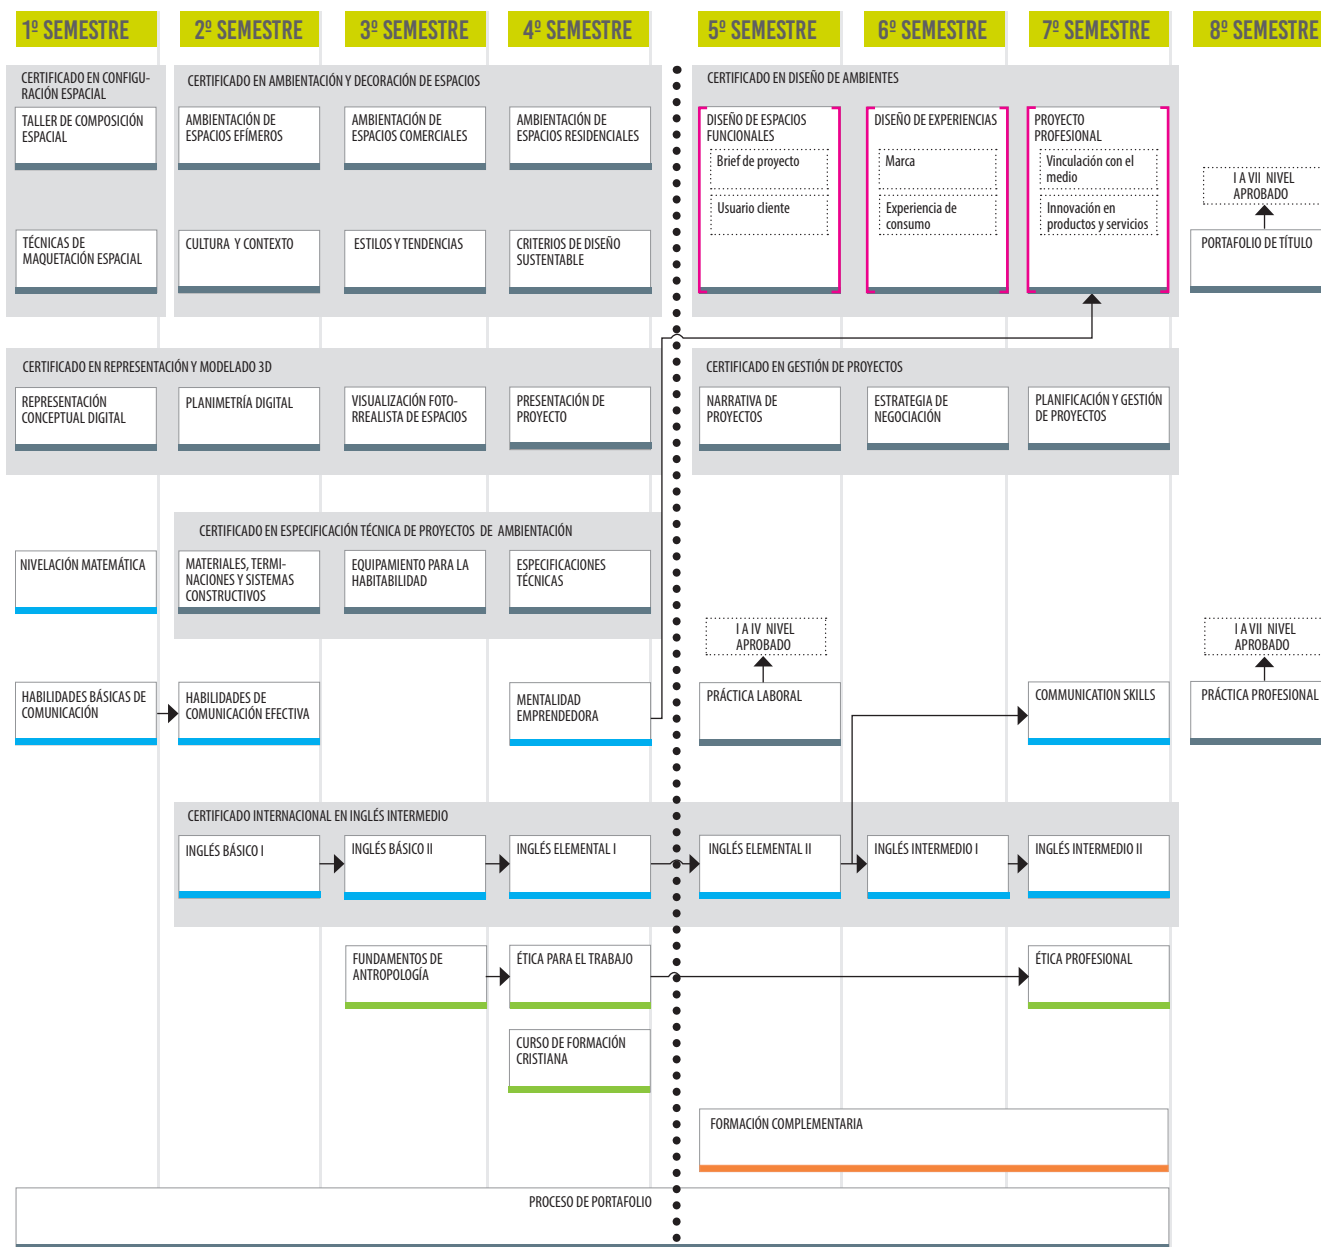 1º SEMESTRE
2º SEMESTRE
3º SEMESTRE
4º SEMESTRE
5º SEMESTRE
6º SEMESTRE
7º SEMESTRE
8º SEMESTRE
CERTIFICADO EN CONFIGU-
RACIÓN ESPACIAL
CERTIFICADO EN AMBIENTACIÓN Y DECORACIÓN DE ESPACIOS
CERTIFICADO EN DISEÑO DE AMBIENTES
TALLER DE COMPOSICIÓN
ESPACIAL
AMBIENTACIÓN DE
ESPACIOS EFÍMEROS
AMBIENTACIÓN DE
ESPACIOS COMERCIALES
AMBIENTACIÓN DE
ESPACIOS RESIDENCIALES
DISEÑO DE ESPACIOS
FUNCIONALES
Brief de proyecto
Usuario cliente
DISEÑO DE EXPERIENCIAS
Marca
Experiencia de
consumo
PROYECTO
PROFESIONAL
Vinculación con el
medio
Innovación en
productos y servicios
I A VII NIVEL
APROBADO
PORTAFOLIO DE TÍTULO
TÉCNICAS DE
MAQUETACIÓN ESPACIAL
CULTURA Y CONTEXTO
ESTILOS Y TENDENCIAS
CRITERIOS DE DISEÑO
SUSTENTABLE
CERTIFICADO EN REPRESENTACIÓN Y MODELADO 3D
CERTIFICADO EN GESTIÓN DE PROYECTOS
REPRESENTACIÓN
CONCEPTUAL DIGITAL
PLANIMETRÍA DIGITAL
VISUALIZACIÓN FOTO-
RREALISTA DE ESPACIOS
PRESENTACIÓN DE
PROYECTO
NARRATIVA DE
PROYECTOS
ESTRATEGIA DE
NEGOCIACIÓN
PLANIFICACIÓN Y GESTIÓN
DE PROYECTOS
CERTIFICADO EN ESPECIFICACIÓN TÉCNICA DE PROYECTOS DE AMBIENTACIÓN
NIVELACIÓN MATEMÁTICA
MATERIALES, TERMI-
NACIONES Y SISTEMAS
CONSTRUCTIVOS
EQUIPAMIENTO PARA LA
HABITABILIDAD
ESPECIFICACIONES
TÉCNICAS
I A IV NIVEL
APROBADO
I A VII NIVEL
APROBADO
HABILIDADES BÁSICAS DE
COMUNICACIÓN
HABILIDADES DE
COMUNICACIÓN EFECTIVA
MENTALIDAD
EMPRENDEDORA
PRÁCTICA LABORAL
COMMUNICATION SKILLS
PRÁCTICA PROFESIONAL
CERTIFICADO INTERNACIONAL EN INGLÉS INTERMEDIO
INGLÉS BÁSICO I
INGLÉS BÁSICO II
INGLÉS ELEMENTAL I
INGLÉS ELEMENTAL II
INGLÉS INTERMEDIO I
INGLÉS INTERMEDIO II
FUNDAMENTOS DE
ANTROPOLOGÍA
ÉTICA PARA EL TRABAJO
ÉTICA PROFESIONAL
CURSO DE FORMACIÓN
CRISTIANA
FORMACIÓN COMPLEMENTARIA
PROCESO DE PORTAFOLIO